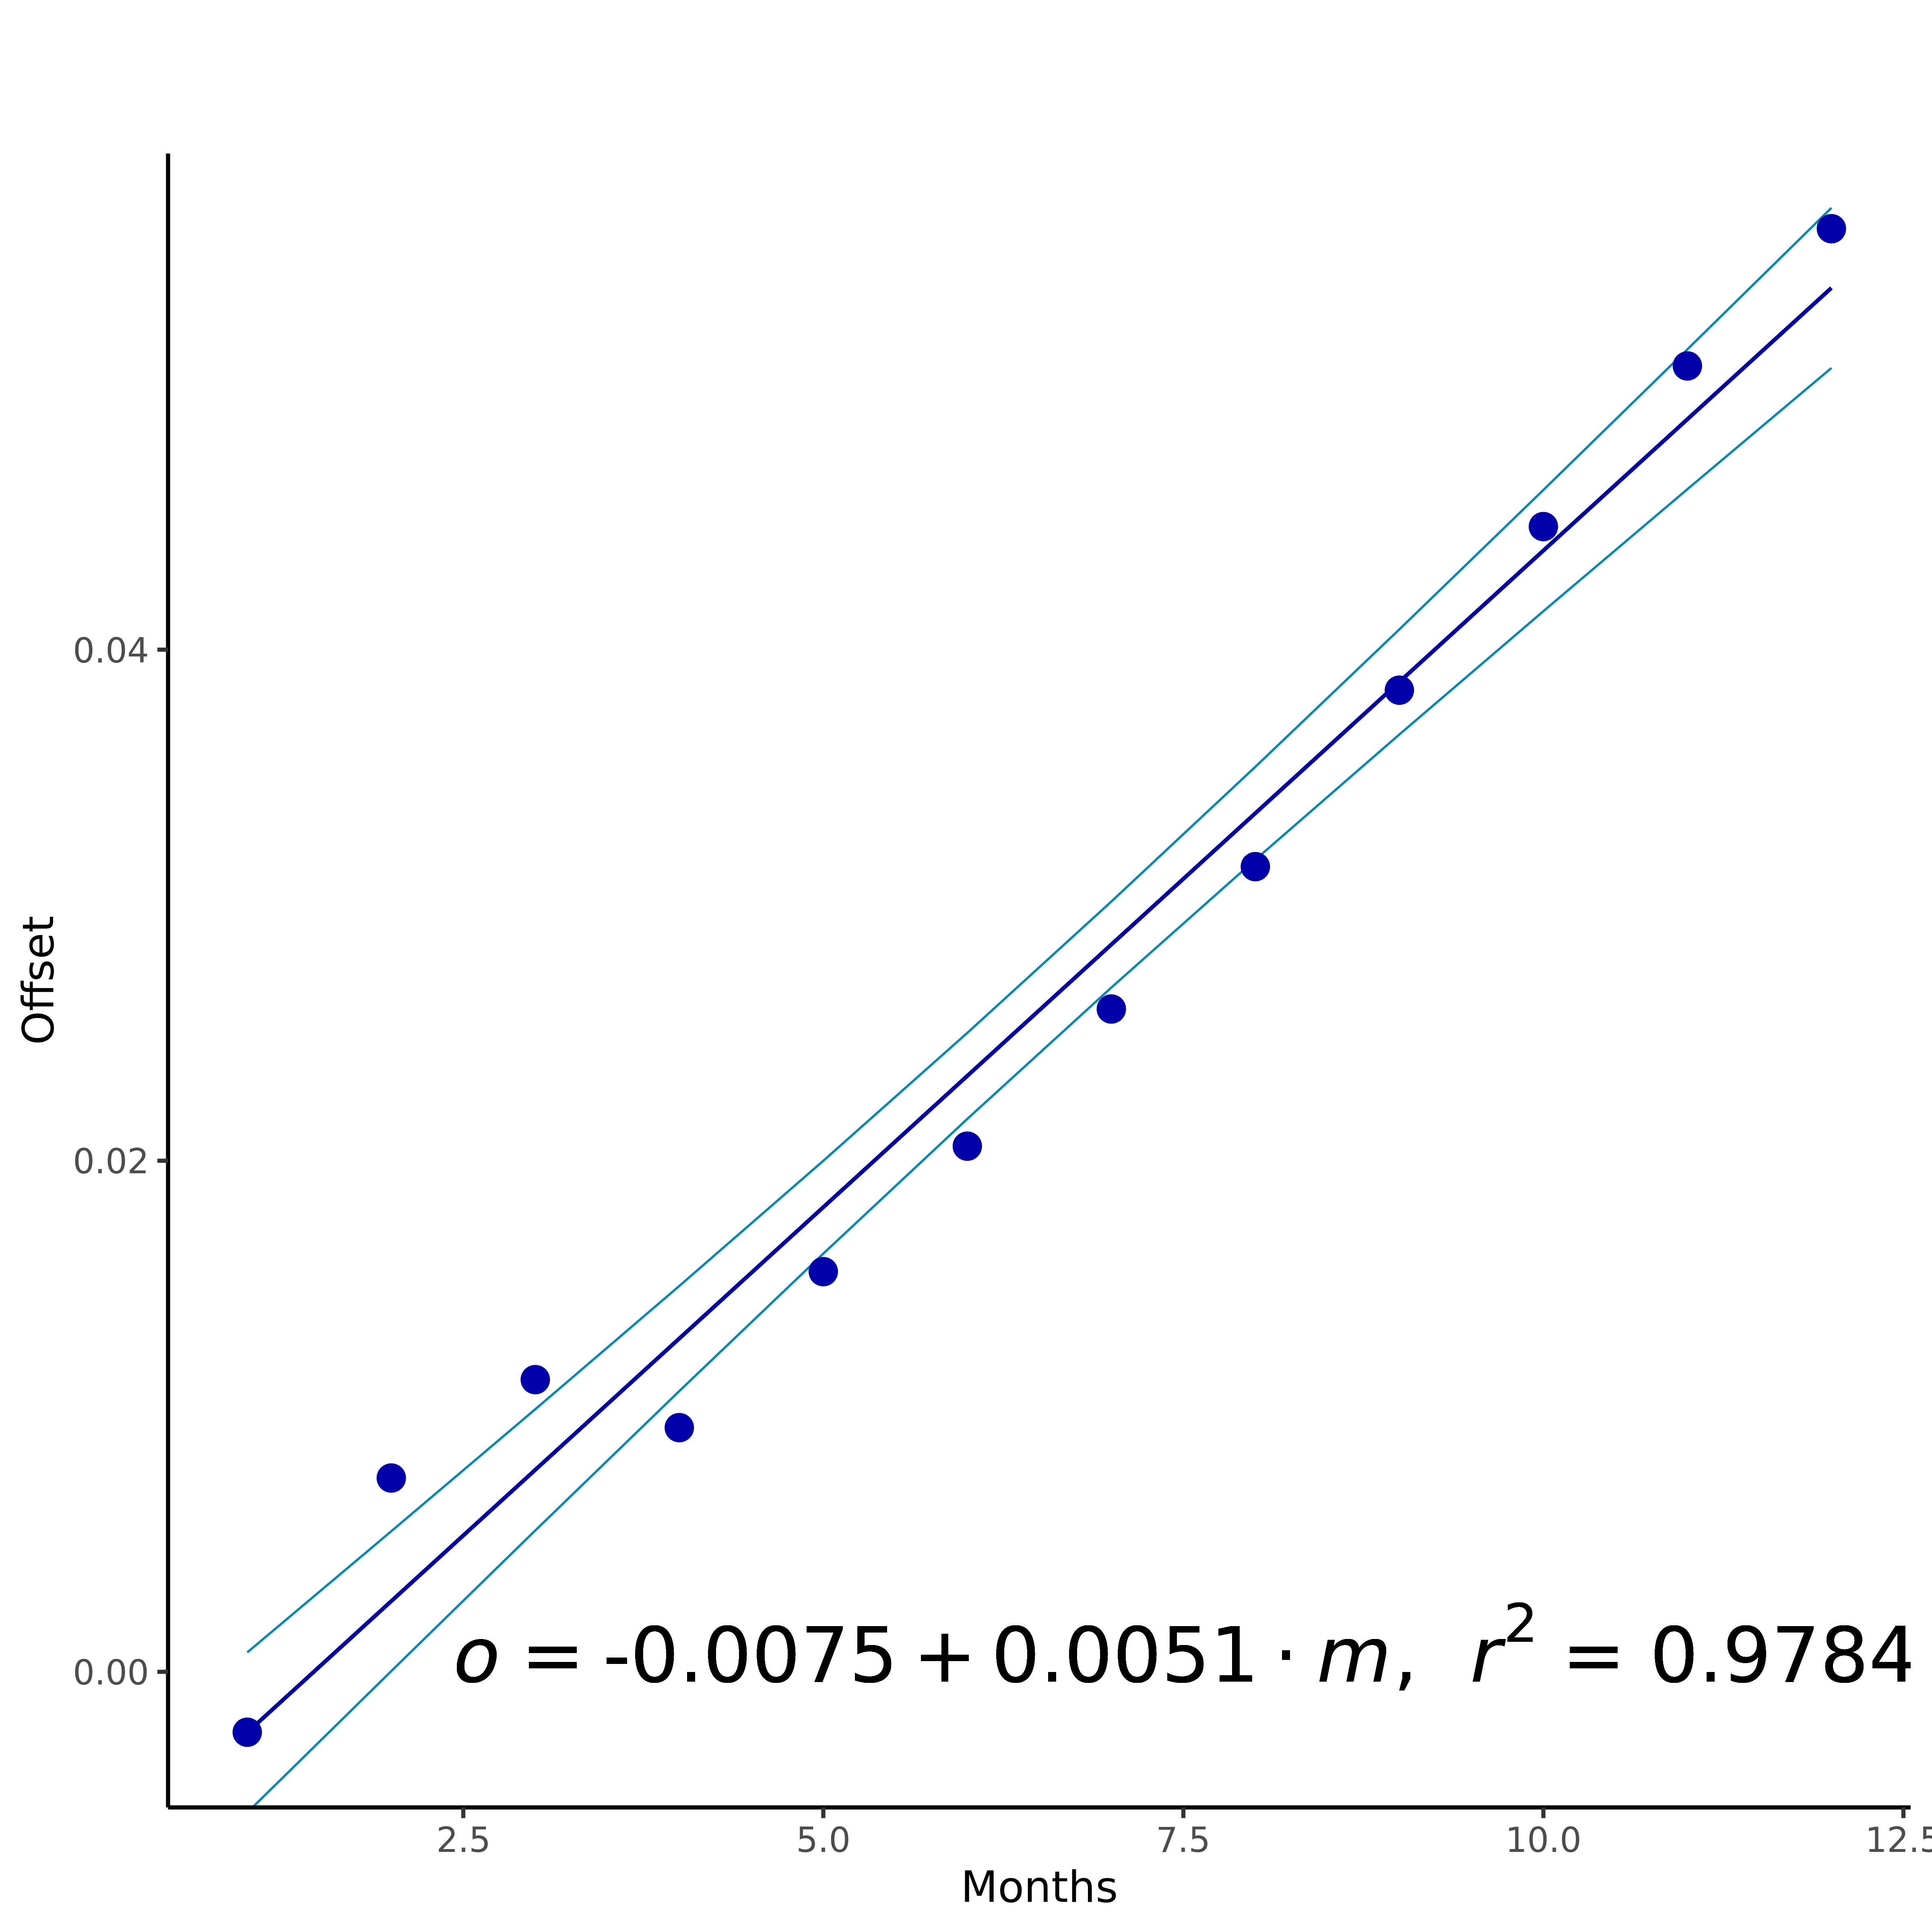 0.04
0.02
0.00
Offset
o = -0.0075 + 0.0051 · m, r² = 0.9784
2.5 5.0 7.5 10.0 12.5
Months